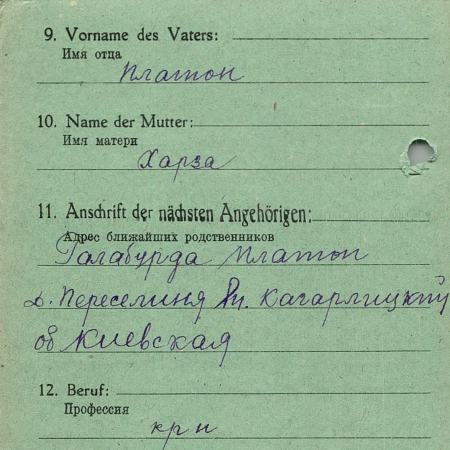 9. Vorname des Vaters:
Имя отца
Платон
10. Name der Mutter:
Имя матери
Харза
11. Anschrift der nächsten Angehörigen:
Адрес ближайших родственников
Галабурда Платон
д. Переселиня Рн. Кагарлицкий
об Киевская
12. Beruf:
Профессия
кр н